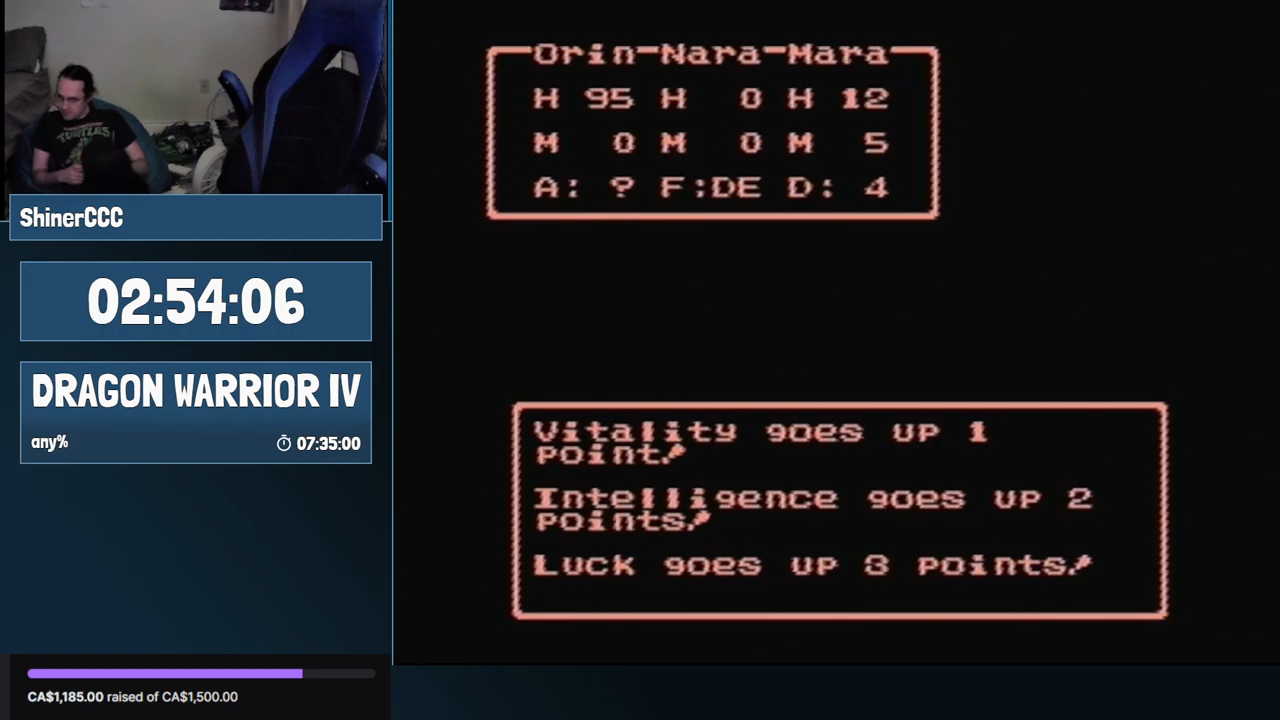 Orin Nara Mara
H 95 H 0 H 12
M 0 M 0 M 5
A: ? F:DE D: 4
TURTLES
ShinerCCC
02:54:06
DRAGON WARRIOR IV
any% 07:35:00
Vitality goes up 1
point!
Intelligence goes up 2
points!
Luck goes up 3 points!
CA$1,185.00 raised of CA$1,500.00